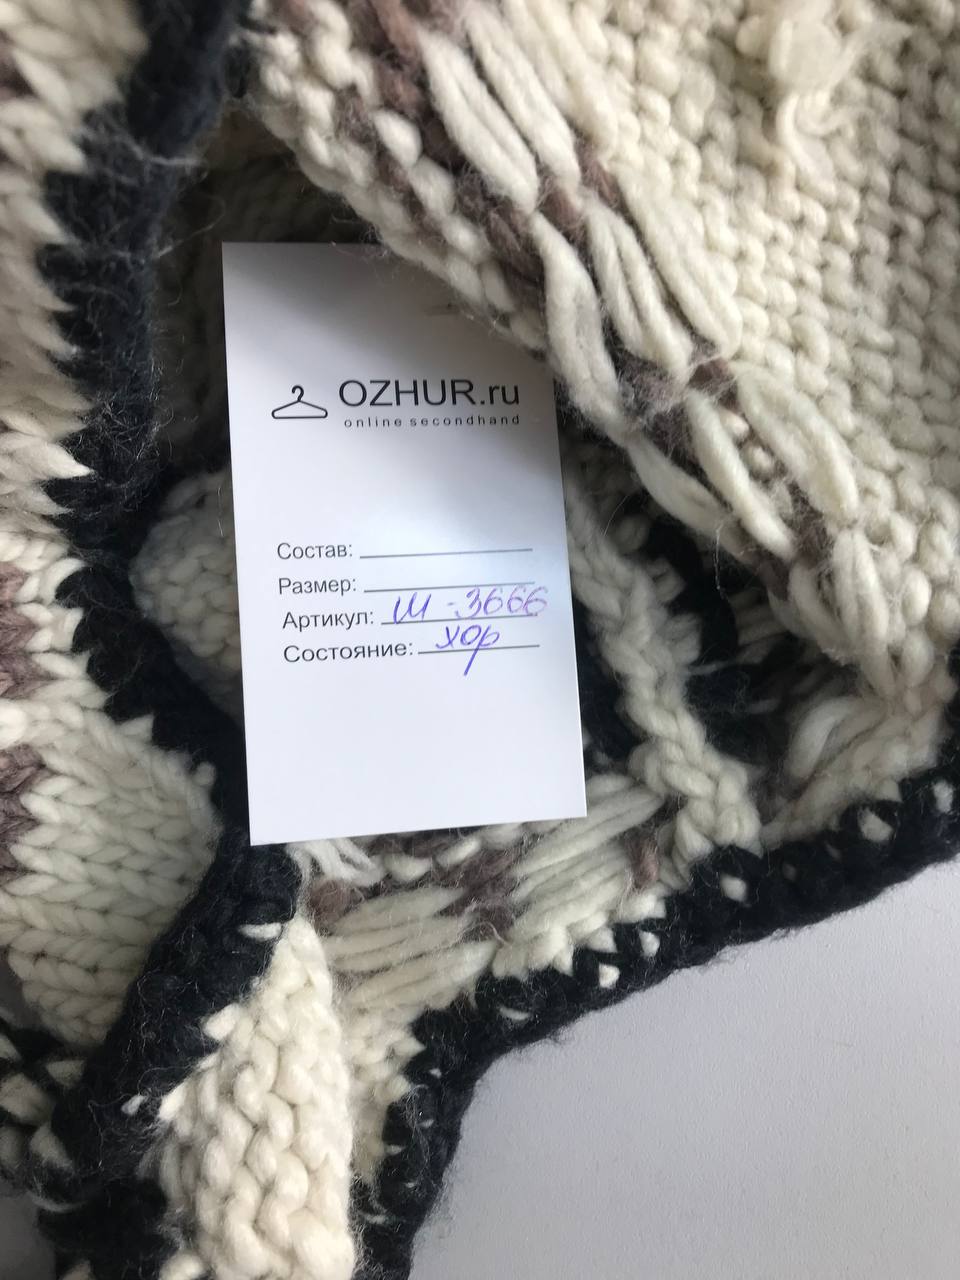 OZHUR.ru
online secondhand
Состав:
Размер:
Артикул: Ш-3666
Состояние: хор